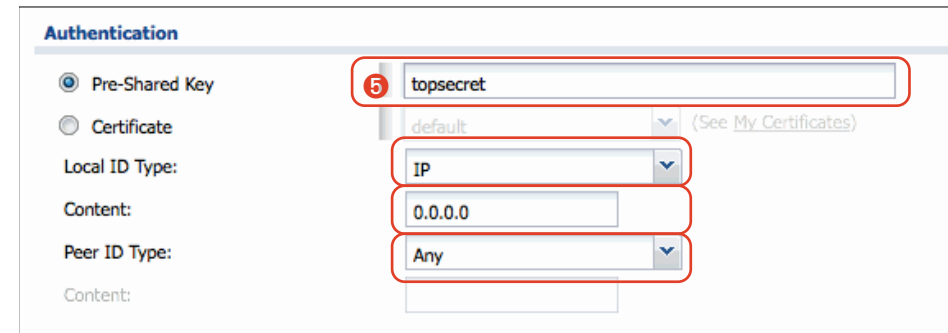 Authentication
Pre-Shared Key 5 topsecret
Certificate default (See My Certificates)
Local ID Type: IP
Content: 0.0.0.0
Peer ID Type: Any
Content: